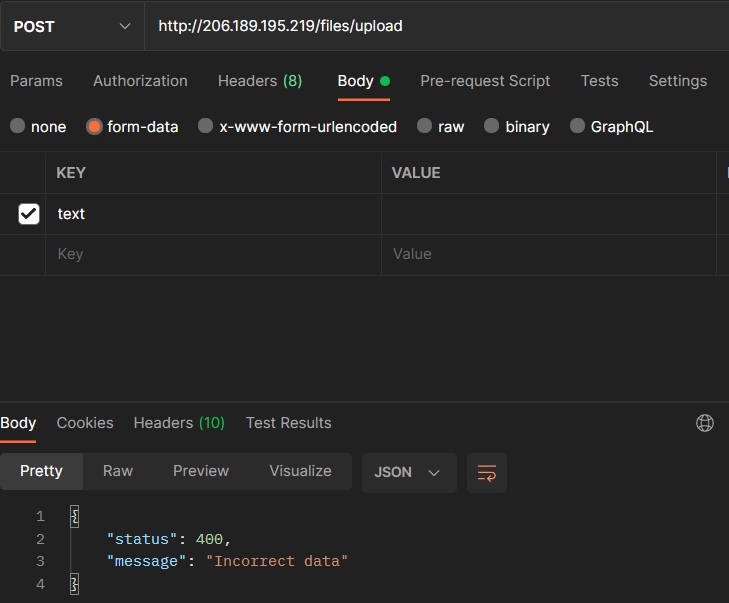 POST http://206.189.195.219/files/upload
Params Authorization Headers (8) Body Pre-request Script Tests Settings
none form-data x-www-form-urlencoded raw binary GraphQL
KEY VALUE
text
Key Value
Body Cookies Headers (10) Test Results
Pretty Raw Preview Visualize JSON
1 {
2 "status": 400,
3 "message": "Incorrect data"
4 }